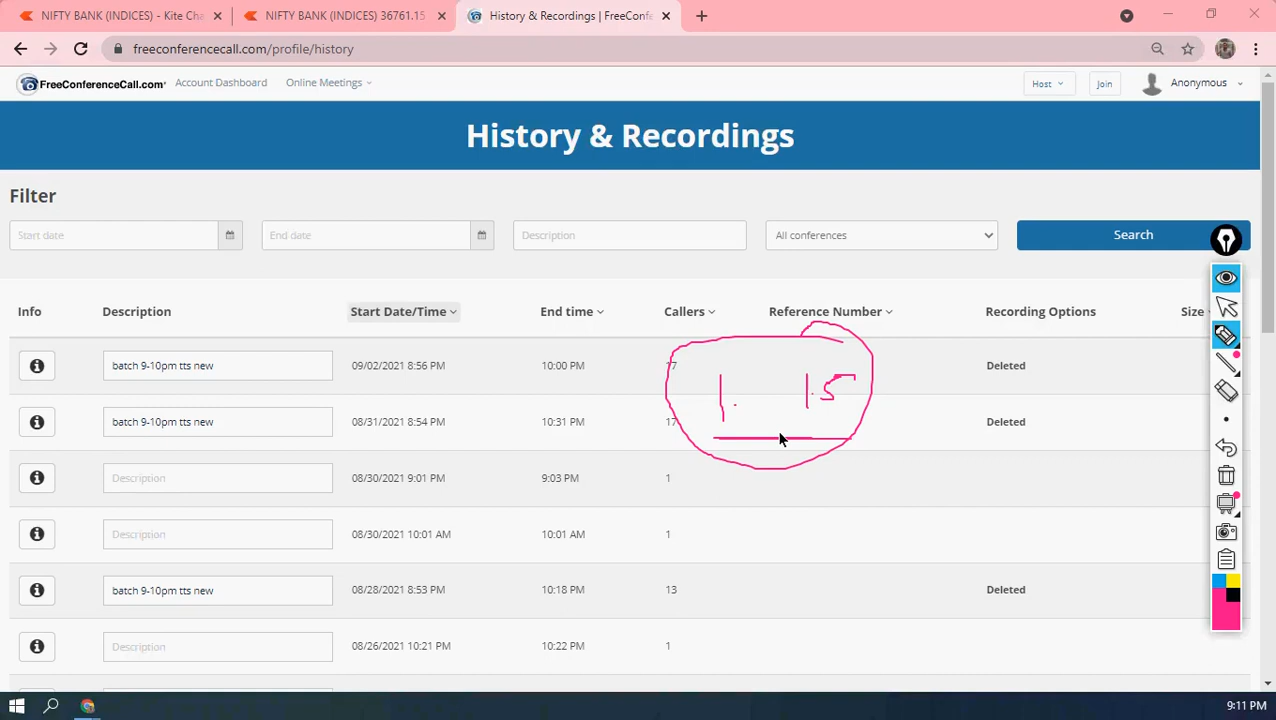 NIFTY BANK (INDICES) - Kite Cha
NIFTY BANK (INDICES) 36761.15
History & Recordings | FreeConfe
freeconferencecall.com/profile/history
FreeConferenceCall.com
Account Dashboard
Online Meetings
Host
Join
Anonymous
History & Recordings
Filter
Start date
End date
Description
All conferences
Search
Info Description Start Date/Time End time Callers Reference Number Recording Options Size
batch 9-10pm tts new 09/02/2021 8:56 PM 10:00 PM 17 Deleted
1. 1.5
batch 9-10pm tts new 08/31/2021 8:54 PM 10:31 PM 17 Deleted
Description 08/30/2021 9:01 PM 9:03 PM 1
Description 08/30/2021 10:01 AM 10:01 AM 1
batch 9-10pm tts new 08/28/2021 8:53 PM 10:18 PM 13 Deleted
Description 08/26/2021 10:21 PM 10:22 PM 1
9:11 PM